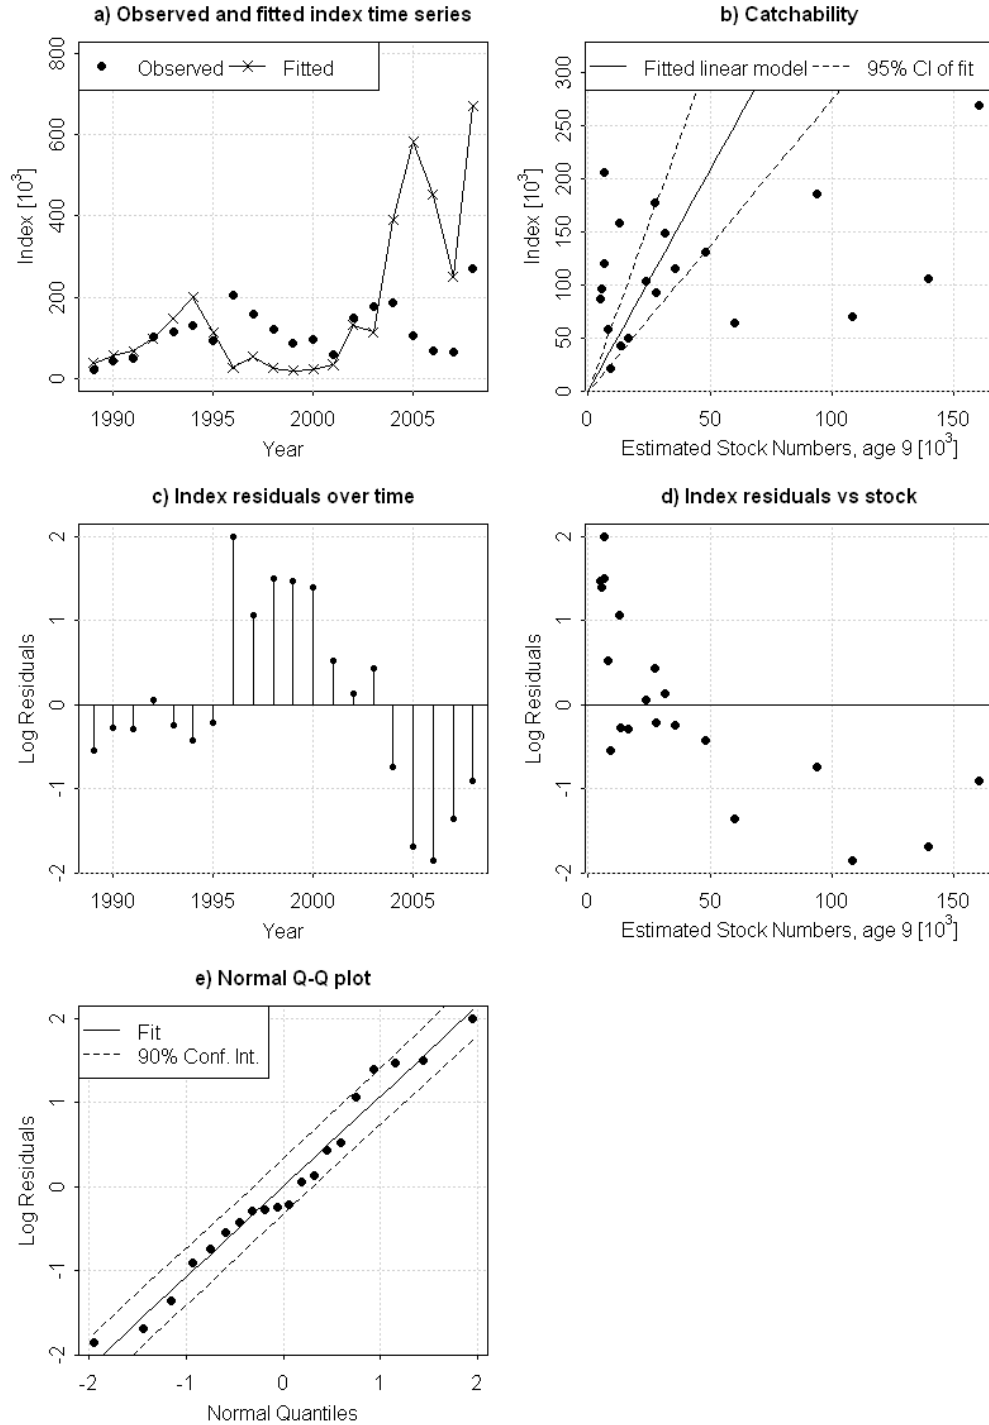 a) Observed and fitted index time series
Observed
Fitted
800
600
400
200
0
Index [10³]
1990
1995
2000
2005
Year
b) Catchability
Fitted linear model
95% CI of fit
300
250
200
150
100
50
0
Index [10³]
0
50
100
150
Estimated Stock Numbers, age 9 [10³]
c) Index residuals over time
2
1
0
-1
-2
Log Residuals
1990
1995
2000
2005
Year
d) Index residuals vs stock
2
1
0
-1
-2
Log Residuals
0
50
100
150
Estimated Stock Numbers, age 9 [10³]
e) Normal Q-Q plot
Fit
90% Conf. Int.
2
1
0
-1
-2
Log Residuals
-2
-1
0
1
2
Normal Quantiles